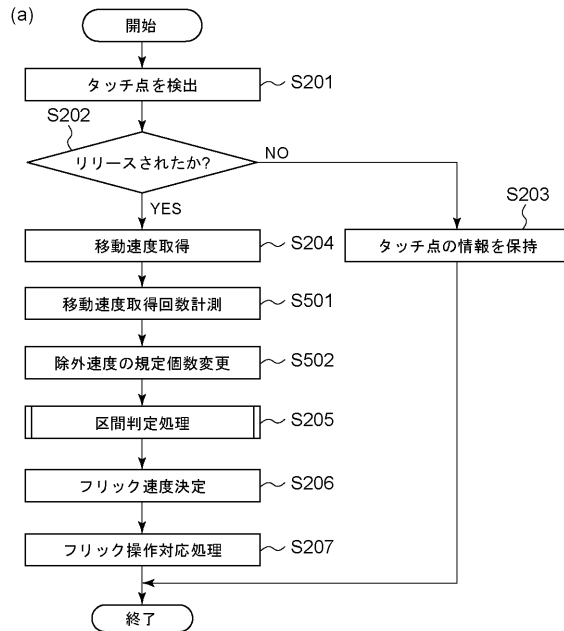 (a)
開始
タッチ点を検出
S201
S202
リリースされたか?
NO
YES
S203
タッチ点の情報を保持
移動速度取得
S204
移動速度取得回数計測
S501
除外速度の規定個数変更
S502
区間判定処理
S205
フリック速度決定
S206
フリック操作対応処理
S207
終了